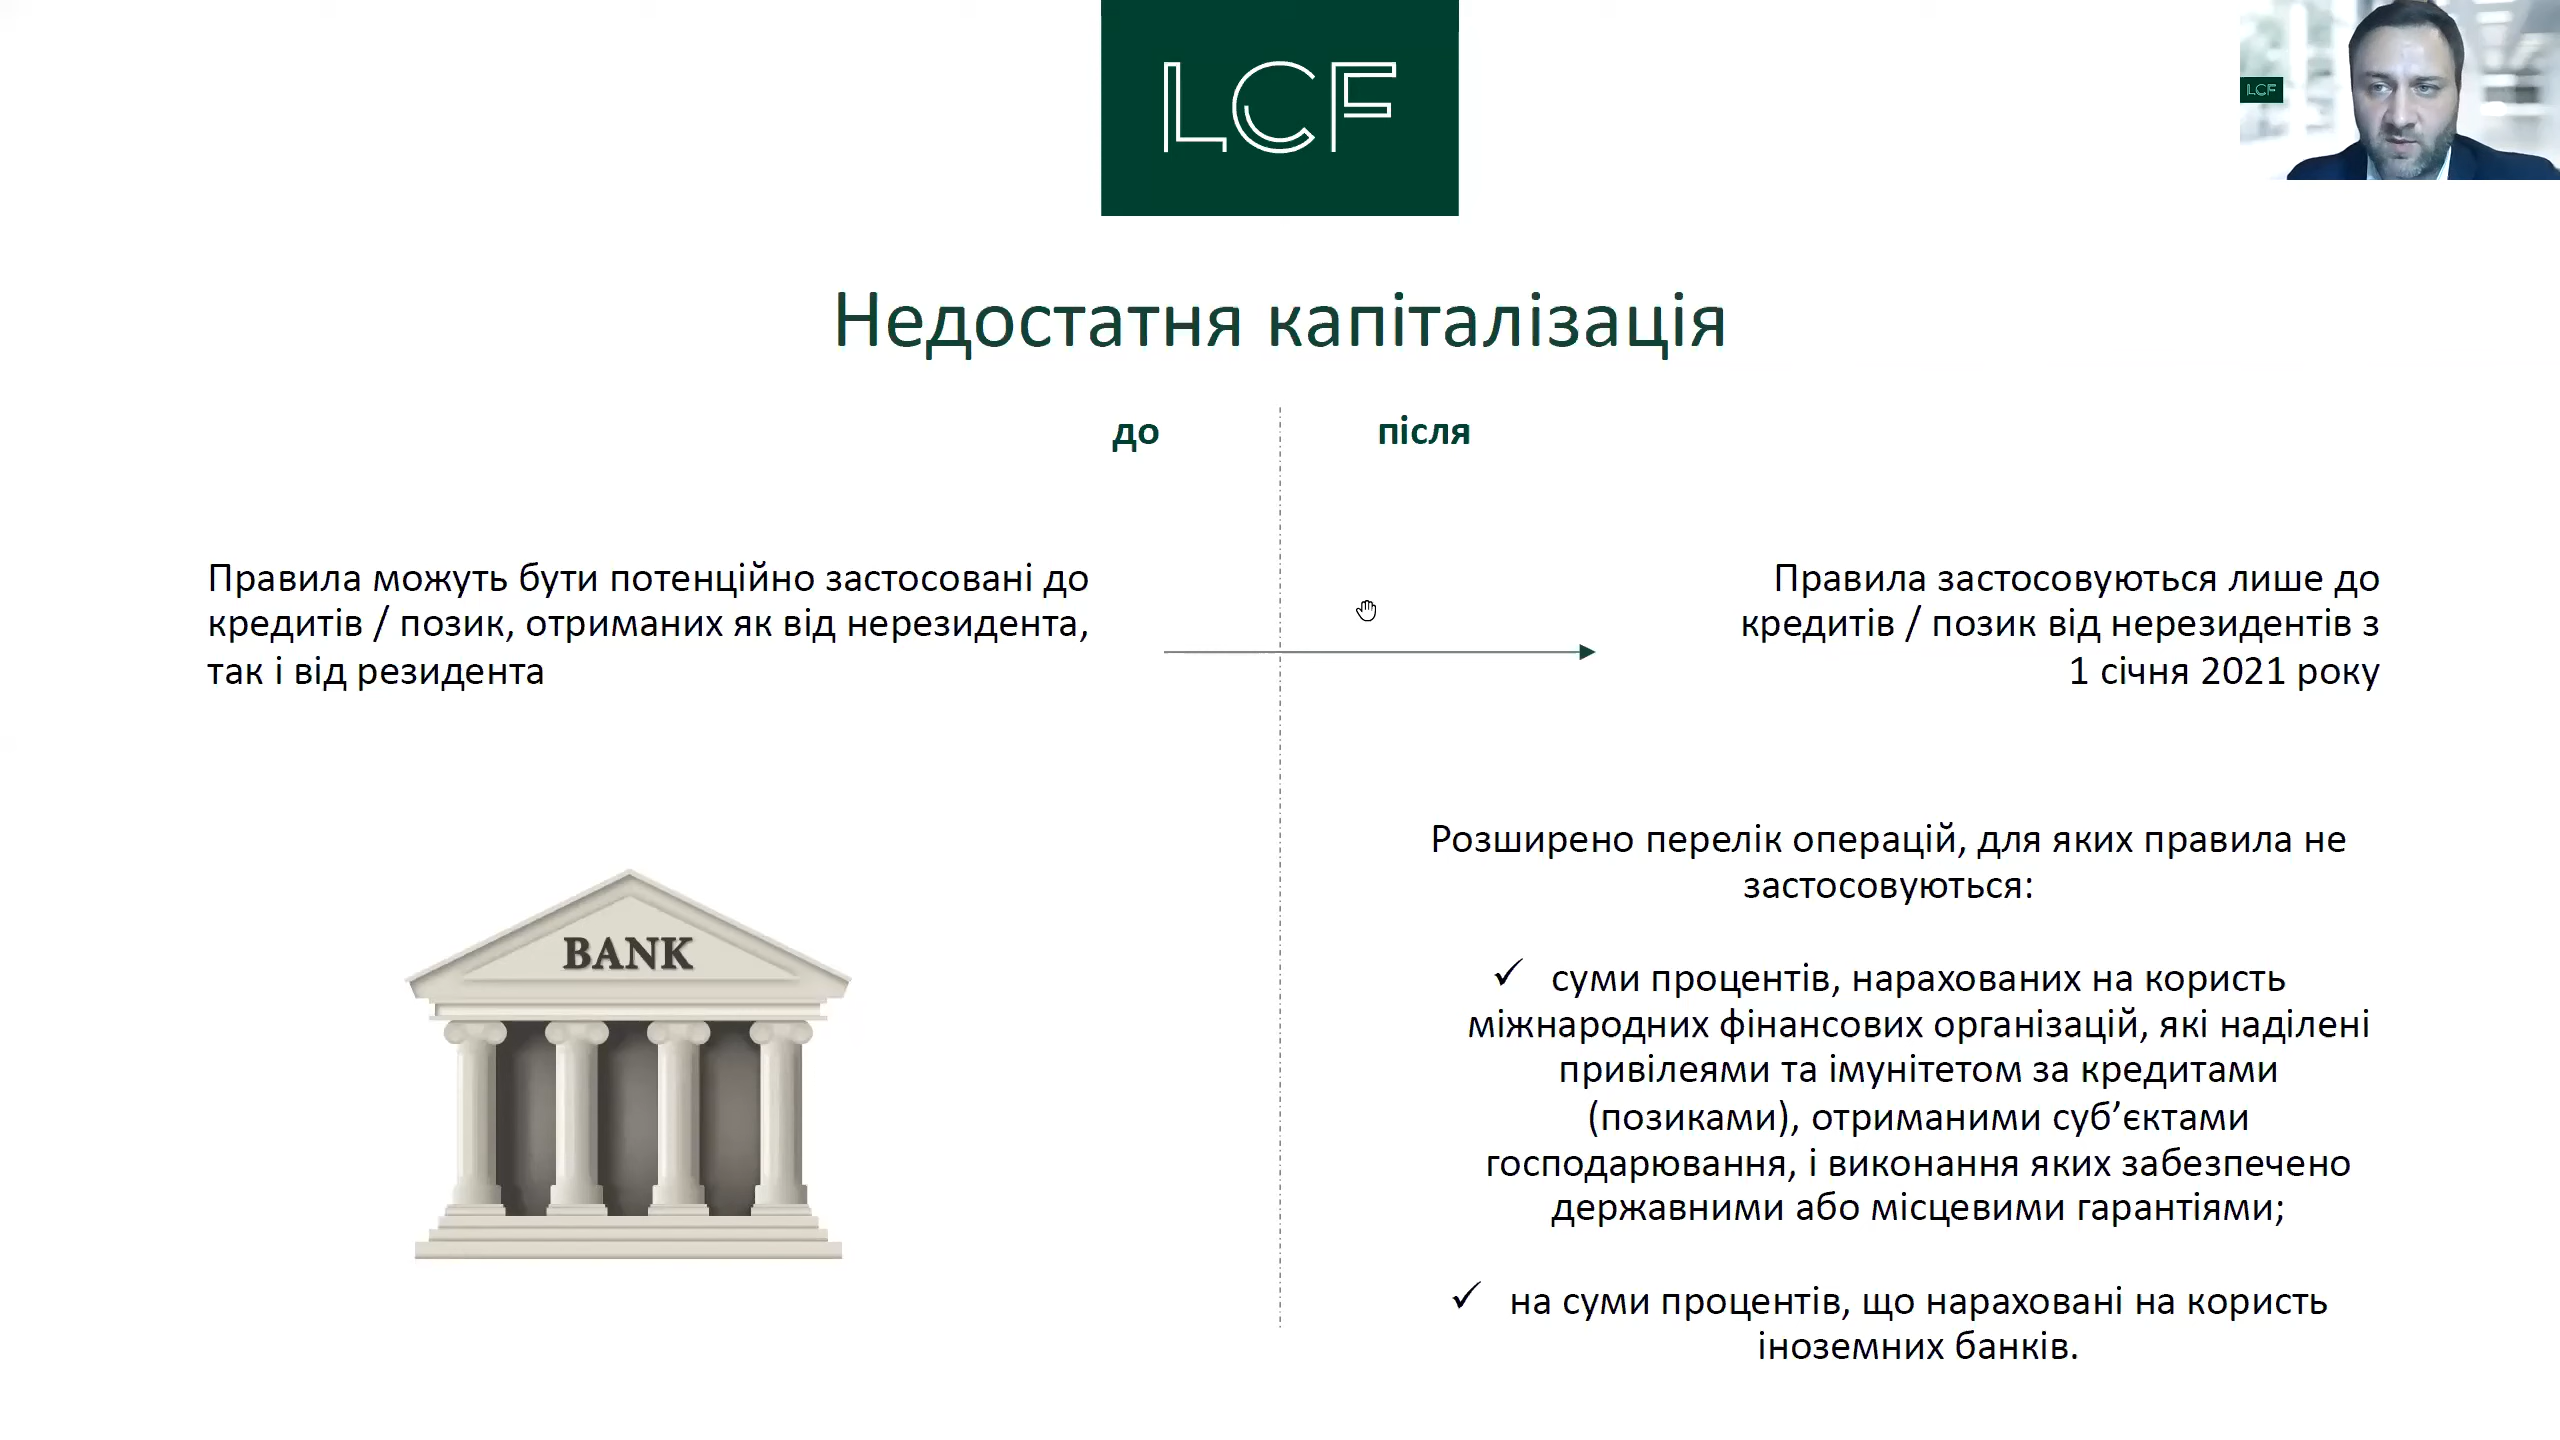 LCF
LCF
Недостатня капіталізація
до
після
Правила можуть бути потенційно застосовані до
кредитів / позик, отриманих як від нерезидента,
так і від резидента
Правила застосовуються лише до
кредитів / позик від нерезидентів з
1 січня 2021 року
BANK
Розширено перелік операцій, для яких правила не
застосовуються:
✓ суми процентів, нарахованих на користь
міжнародних фінансових організацій, які наділені
привілеями та імунітетом за кредитами
(позиками), отриманими суб’єктами
господарювання, і виконання яких забезпечено
державними або місцевими гарантіями;
✓ на суми процентів, що нараховані на користь
іноземних банків.